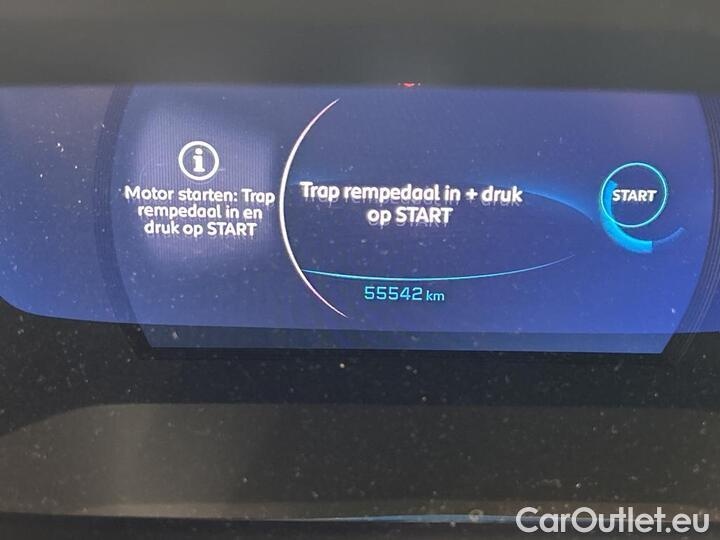 Motor starten: Trap
rempedaal in en
druk op START
Trap rempedaal in + druk
op START
START
55542 km
CarOutlet.eu